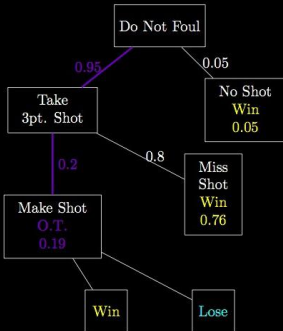 Do Not Foul
0.95
0.05
Take
3pt. Shot
No Shot
Win
0.05
0.2
0.8
Miss
Shot
Win
0.76
Make Shot
O.T.
0.19
Win
Lose